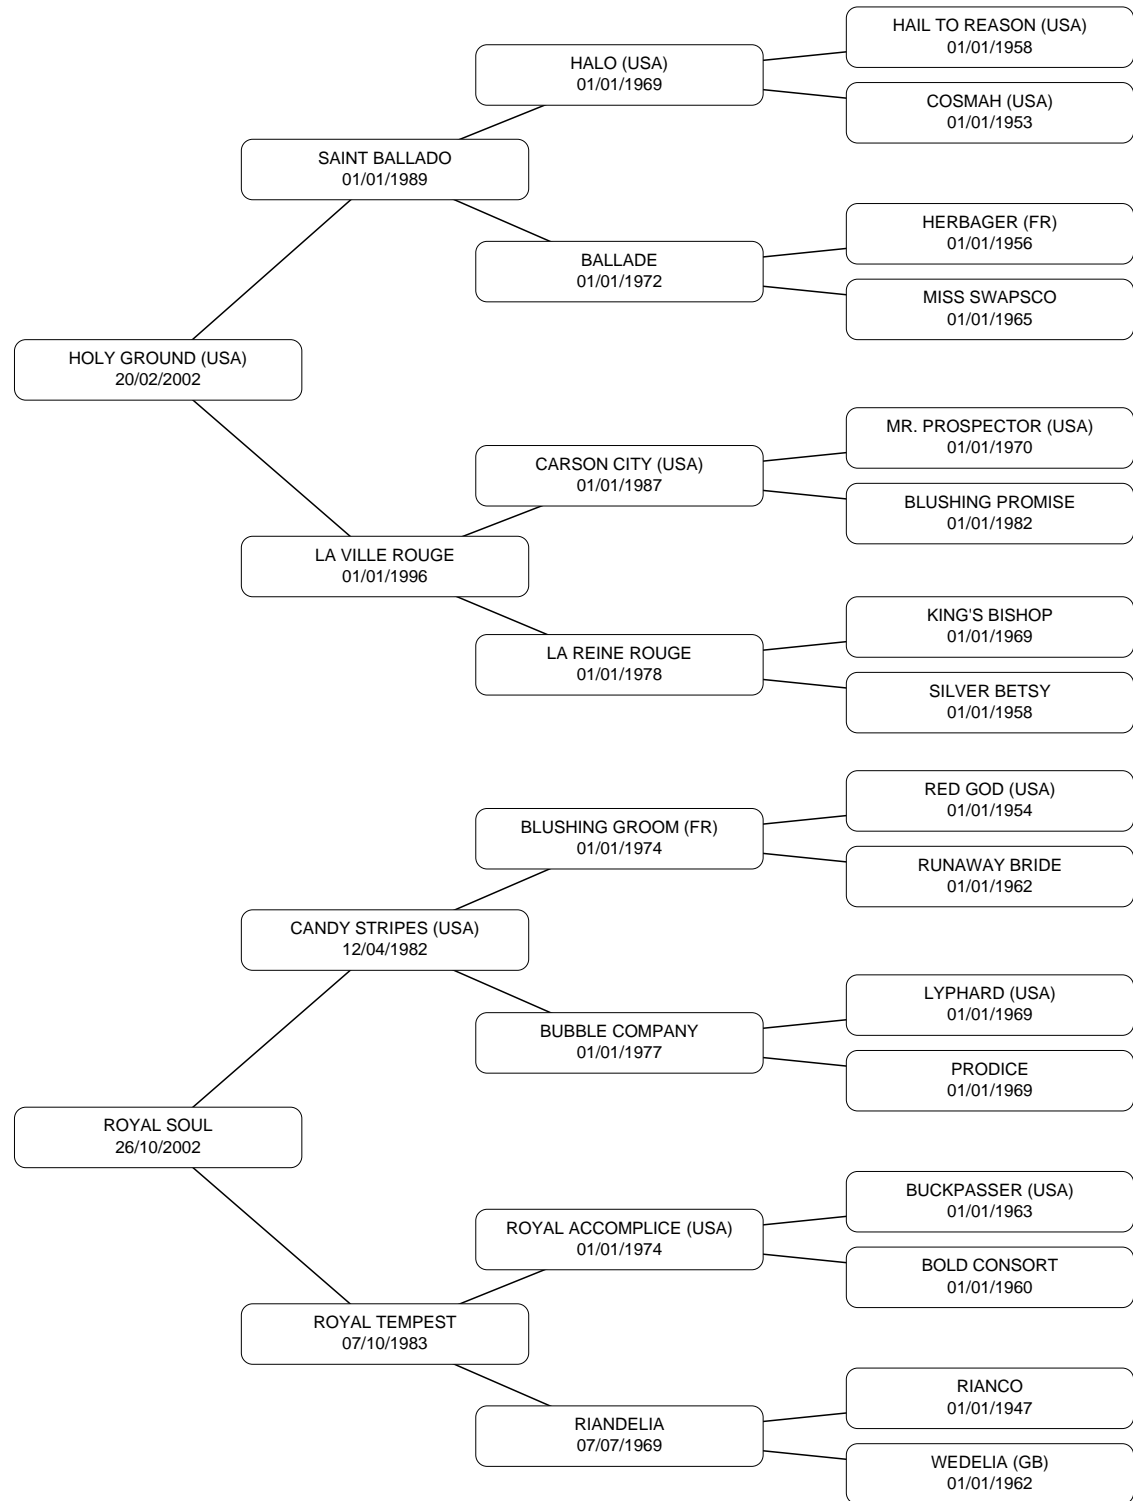 HAIL TO REASON (USA)
01/01/1958
HALO (USA)
01/01/1969
COSMAH (USA)
01/01/1953
SAINT BALLADO
01/01/1989
HERBAGER (FR)
01/01/1956
BALLADE
01/01/1972
MISS SWAPSCO
01/01/1965
HOLY GROUND (USA)
20/02/2002
MR. PROSPECTOR (USA)
01/01/1970
CARSON CITY (USA)
01/01/1987
BLUSHING PROMISE
01/01/1982
LA VILLE ROUGE
01/01/1996
KING'S BISHOP
01/01/1969
LA REINE ROUGE
01/01/1978
SILVER BETSY
01/01/1958
RED GOD (USA)
01/01/1954
BLUSHING GROOM (FR)
01/01/1974
RUNAWAY BRIDE
01/01/1962
CANDY STRIPES (USA)
12/04/1982
LYPHARD (USA)
01/01/1969
BUBBLE COMPANY
01/01/1977
PRODICE
01/01/1969
ROYAL SOUL
26/10/2002
BUCKPASSER (USA)
01/01/1963
ROYAL ACCOMPLICE (USA)
01/01/1974
BOLD CONSORT
01/01/1960
ROYAL TEMPEST
07/10/1983
RIANCO
01/01/1947
RIANDELIA
07/07/1969
WEDELIA (GB)
01/01/1962